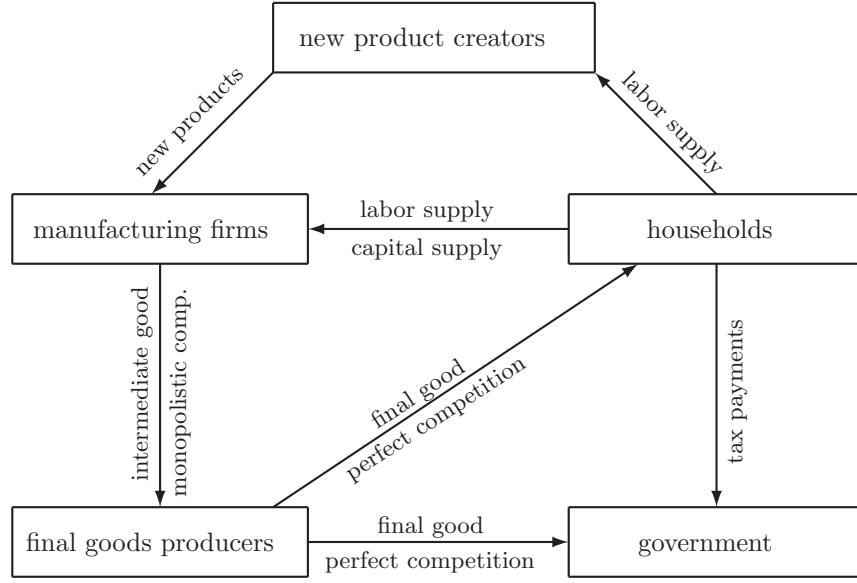 new product creators
new products
labor supply
manufacturing firms
labor supply
capital supply
households
intermediate good
monopolistic comp.
final good
perfect competition
tax payments
final goods producers
final good
perfect competition
government